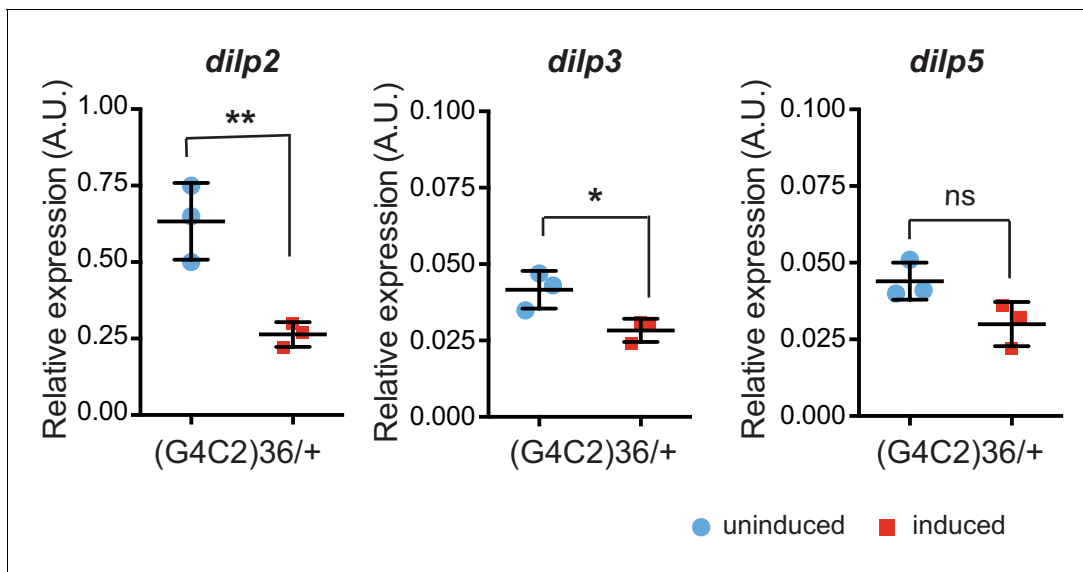 dilp2
dilp3
dilp5
Relative expression (A.U.)
1.00
0.75
0.50
0.25
0.00
**
(G4C2)36/+
Relative expression (A.U.)
0.100
0.075
0.050
0.025
0.000
*
(G4C2)36/+
Relative expression (A.U.)
0.100
0.075
0.050
0.025
0.000
ns
(G4C2)36/+
uninduced
induced